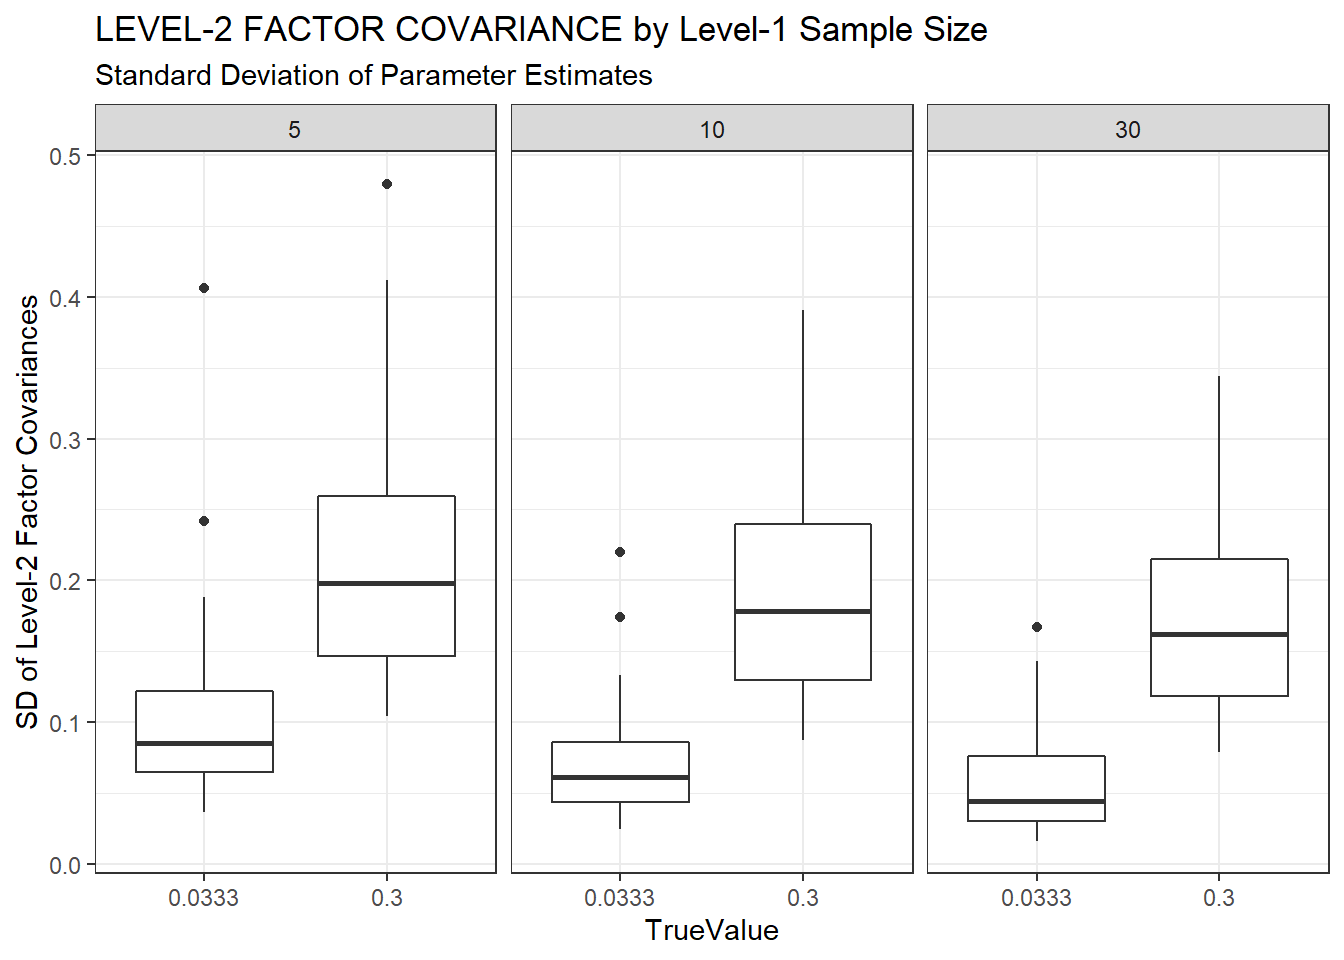 LEVEL-2 FACTOR COVARIANCE by Level-1 Sample Size
Standard Deviation of Parameter Estimates
5 10 30
SD of Level-2 Factor Covariances
0.5
0.4
0.3
0.2
0.1
0.0
0.0333 0.3 0.0333 0.3 0.0333 0.3
TrueValue